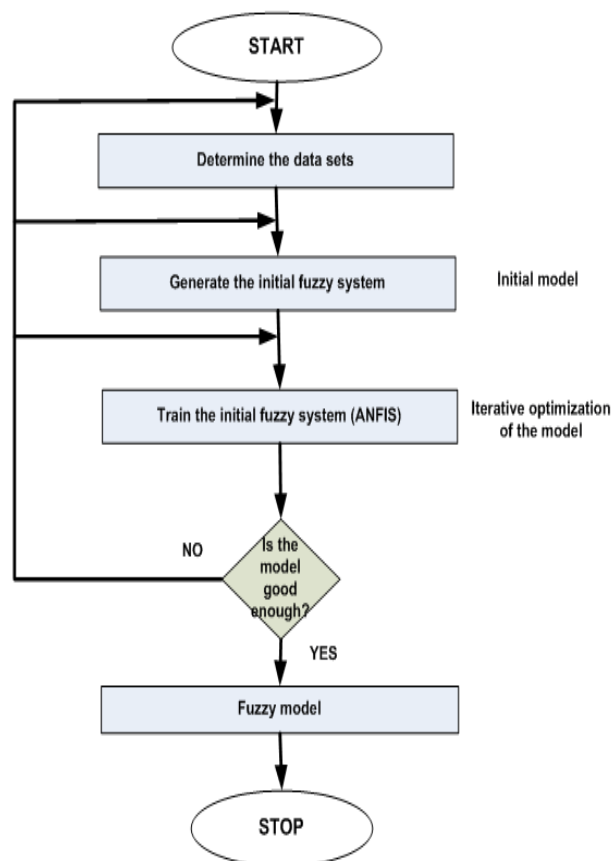 START
Determine the data sets
Generate the initial fuzzy system
Initial model
Train the initial fuzzy system (ANFIS)
Iterative optimization
of the model
NO
Is the
model
good
enough?
YES
Fuzzy model
STOP